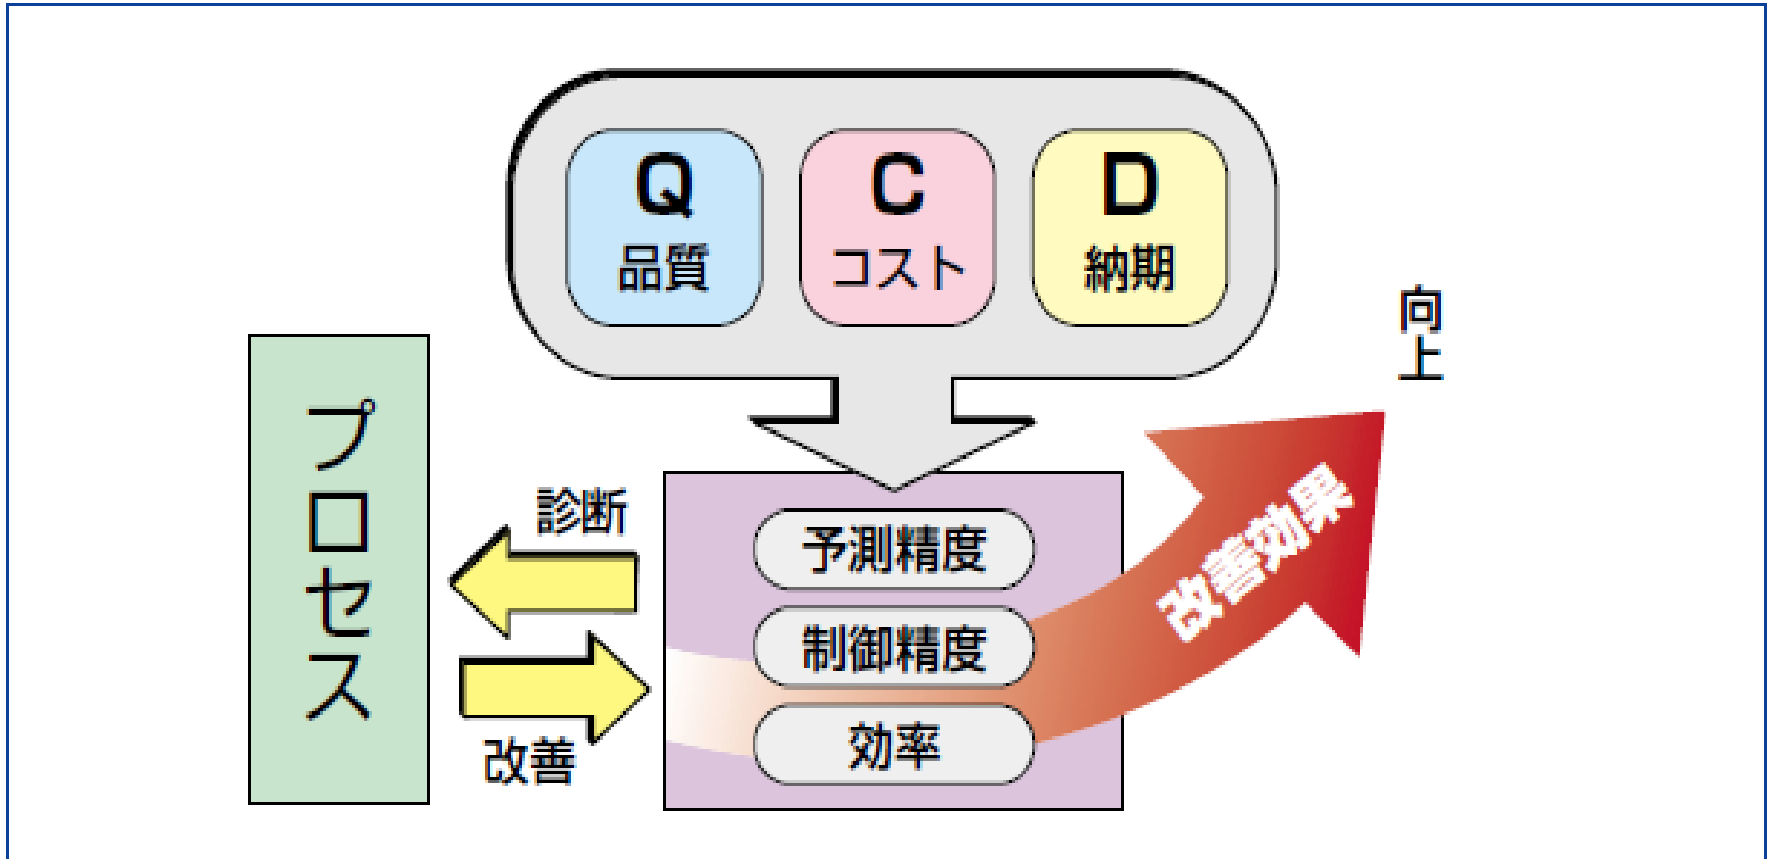 Q
品質
C
コスト
D
納期
向上
プロセス
診断
改善
予測精度
制御精度
効率
改善効果